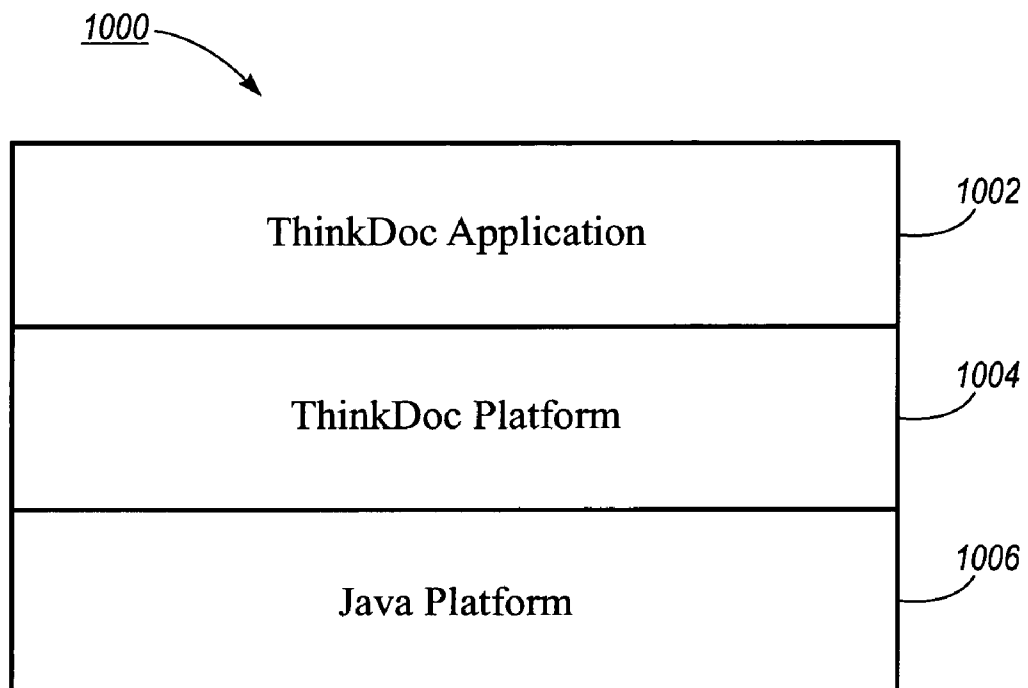 1000
1002
ThinkDoc Application
1004
ThinkDoc Platform
1006
Java Platform